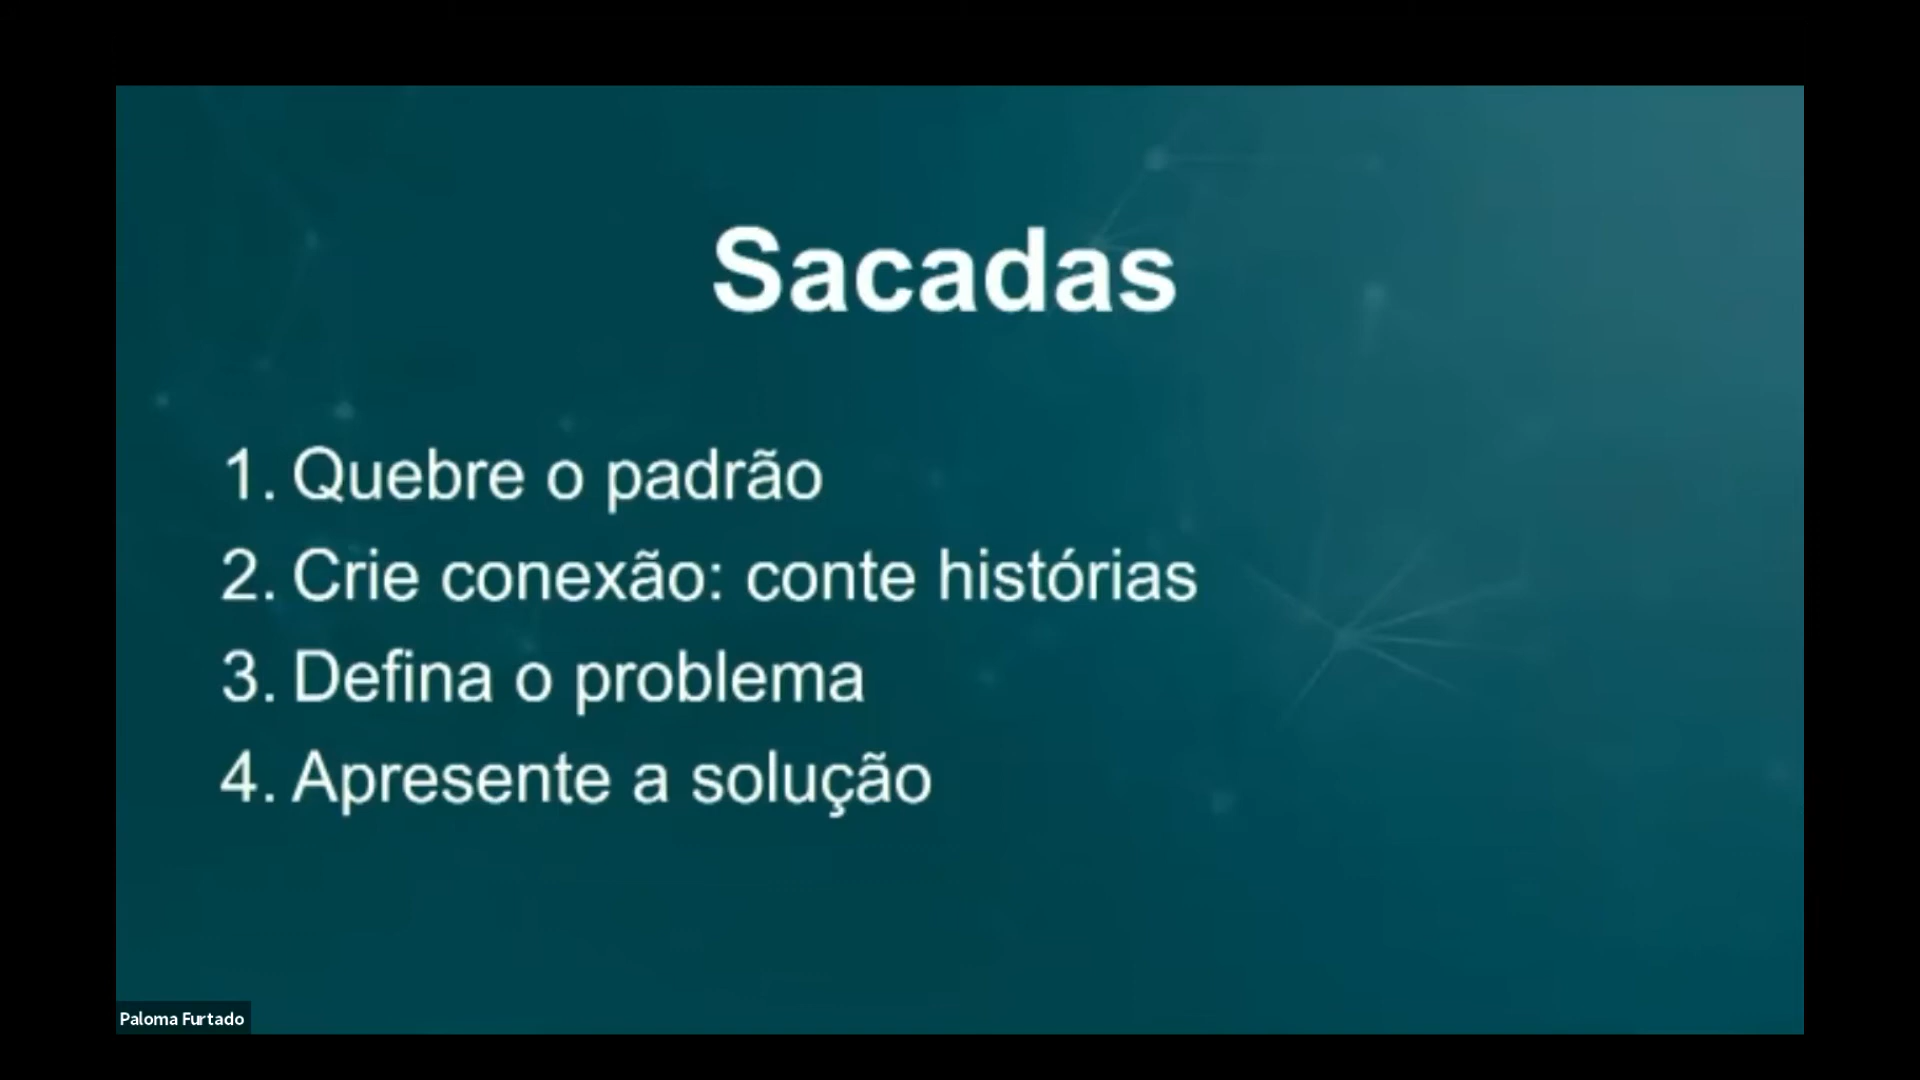 Sacadas
1. Quebre o padrão
2. Crie conexão: conte histórias
3. Defina o problema
4. Apresente a solução
Paloma Furtado